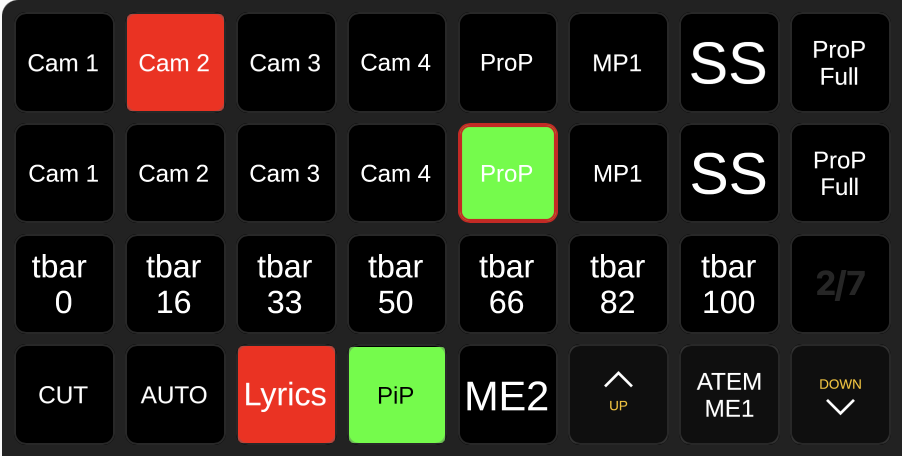 Cam 1 Cam 2 Cam 3 Cam 4 ProP MP1 SS ProP
Full
Cam 1 Cam 2 Cam 3 Cam 4 ProP MP1 SS ProP
Full
tbar tbar tbar tbar tbar tbar tbar 2/7
0 16 33 50 66 82 100
CUT AUTO Lyrics PiP ME2 UP ATEM DOWN
ME1